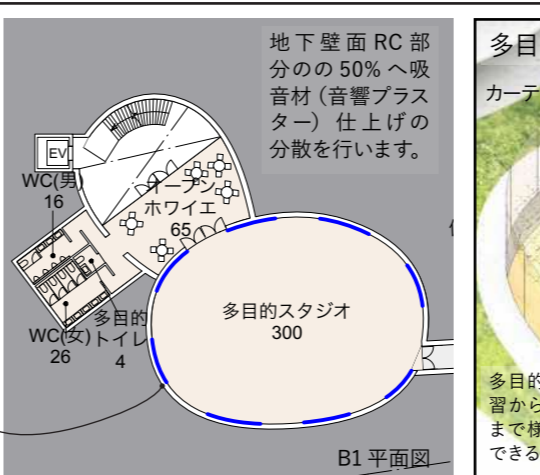 地下壁面 RC 部
分のの 50% へ吸
音材（音響プラス
ター）仕上げの
分散を行います。
EV
WC(男)
16
オープン
ホワイエ
65
WC(女)
26
多目的
トイレ
4
多目的スタジオ
300
B1 平面図
多目
カーテ
多目的
習から
まで様
できる